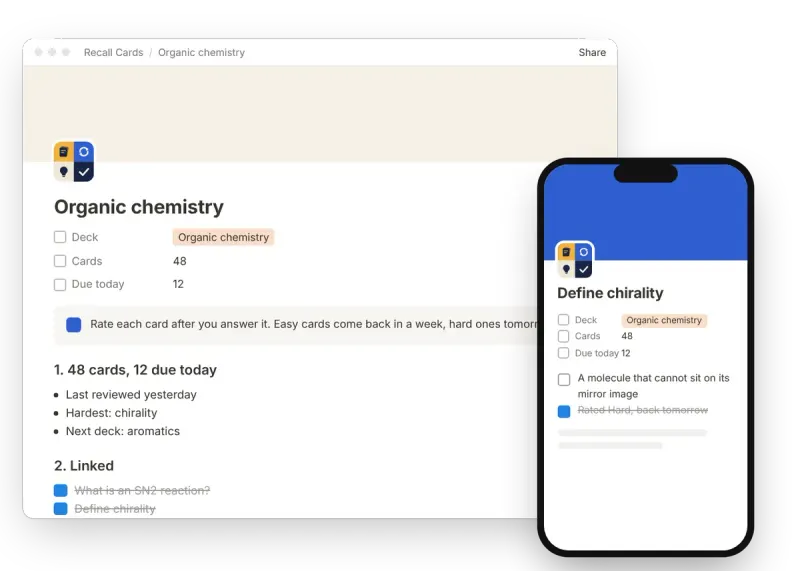 Recall Cards / Organic chemistry
Share
Organic chemistry
Deck Organic chemistry
Cards 48
Due today 12
Rate each card after you answer it. Easy cards come back in a week, hard ones
1. 48 cards, 12 due today
Last reviewed yesterday
Hardest: chirality
Next deck: aromatics
2. Linked
What is an SN2 reaction?
Define chirality
Define chirality
Deck Organic chemistry
Cards 48
Due today 12
A molecule that cannot sit on its
mirror image
Rated Hard, back tomorrow